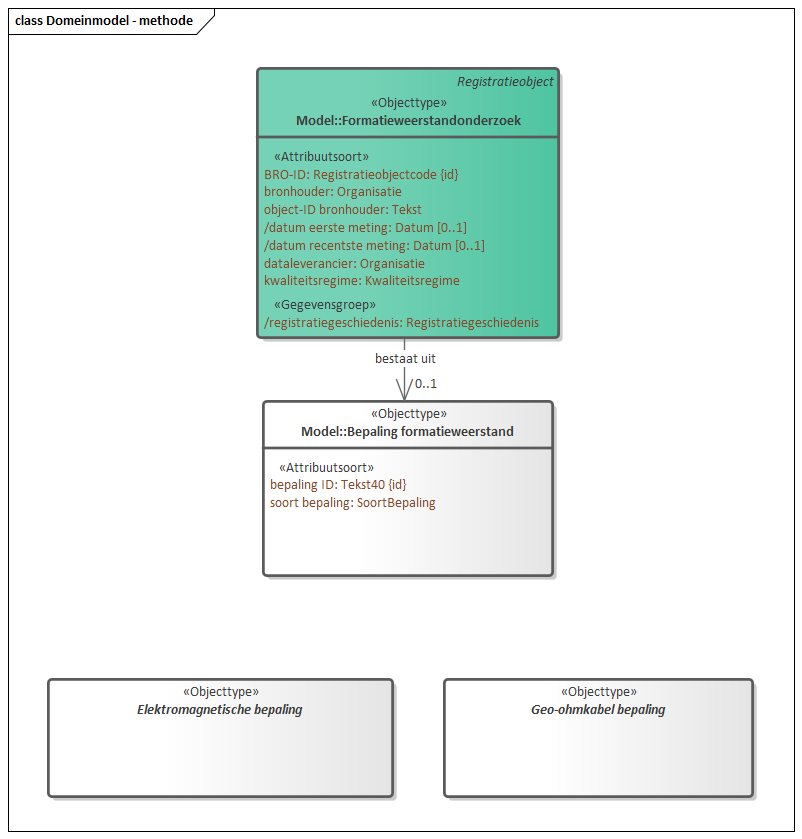 class Domeinmodel - methode
Registratieobject
«Objecttype»
Model::Formatieweerstandonderzoek
«Attribuutsoort»
BRO-ID: Registratieobjectcode {id}
bronhouder: Organisatie
object-ID bronhouder: Tekst
/datum eerste meting: Datum [0..1]
/datum recentste meting: Datum [0..1]
dataleverancier: Organisatie
kwaliteitsregime: Kwaliteitsregime
«Gegevensgroep»
/registratiegeschiedenis: Registratiegeschiedenis
bestaat uit
0..1
«Objecttype»
Model::Bepaling formatieweerstand
«Attribuutsoort»
bepaling ID: Tekst40 {id}
soort bepaling: SoortBepaling
«Objecttype»
Elektromagnetische bepaling
«Objecttype»
Geo-ohmkabel bepaling